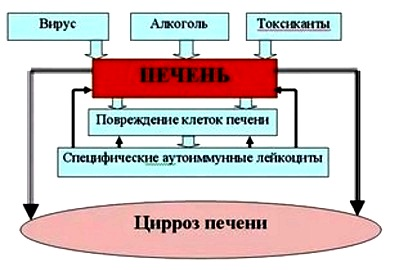 Вирус
Алкоголь
Токсиканты
ПЕЧЕНЬ
Повреждение клеток печени
Специфические аутоиммунные лейкоциты
Цирроз печени